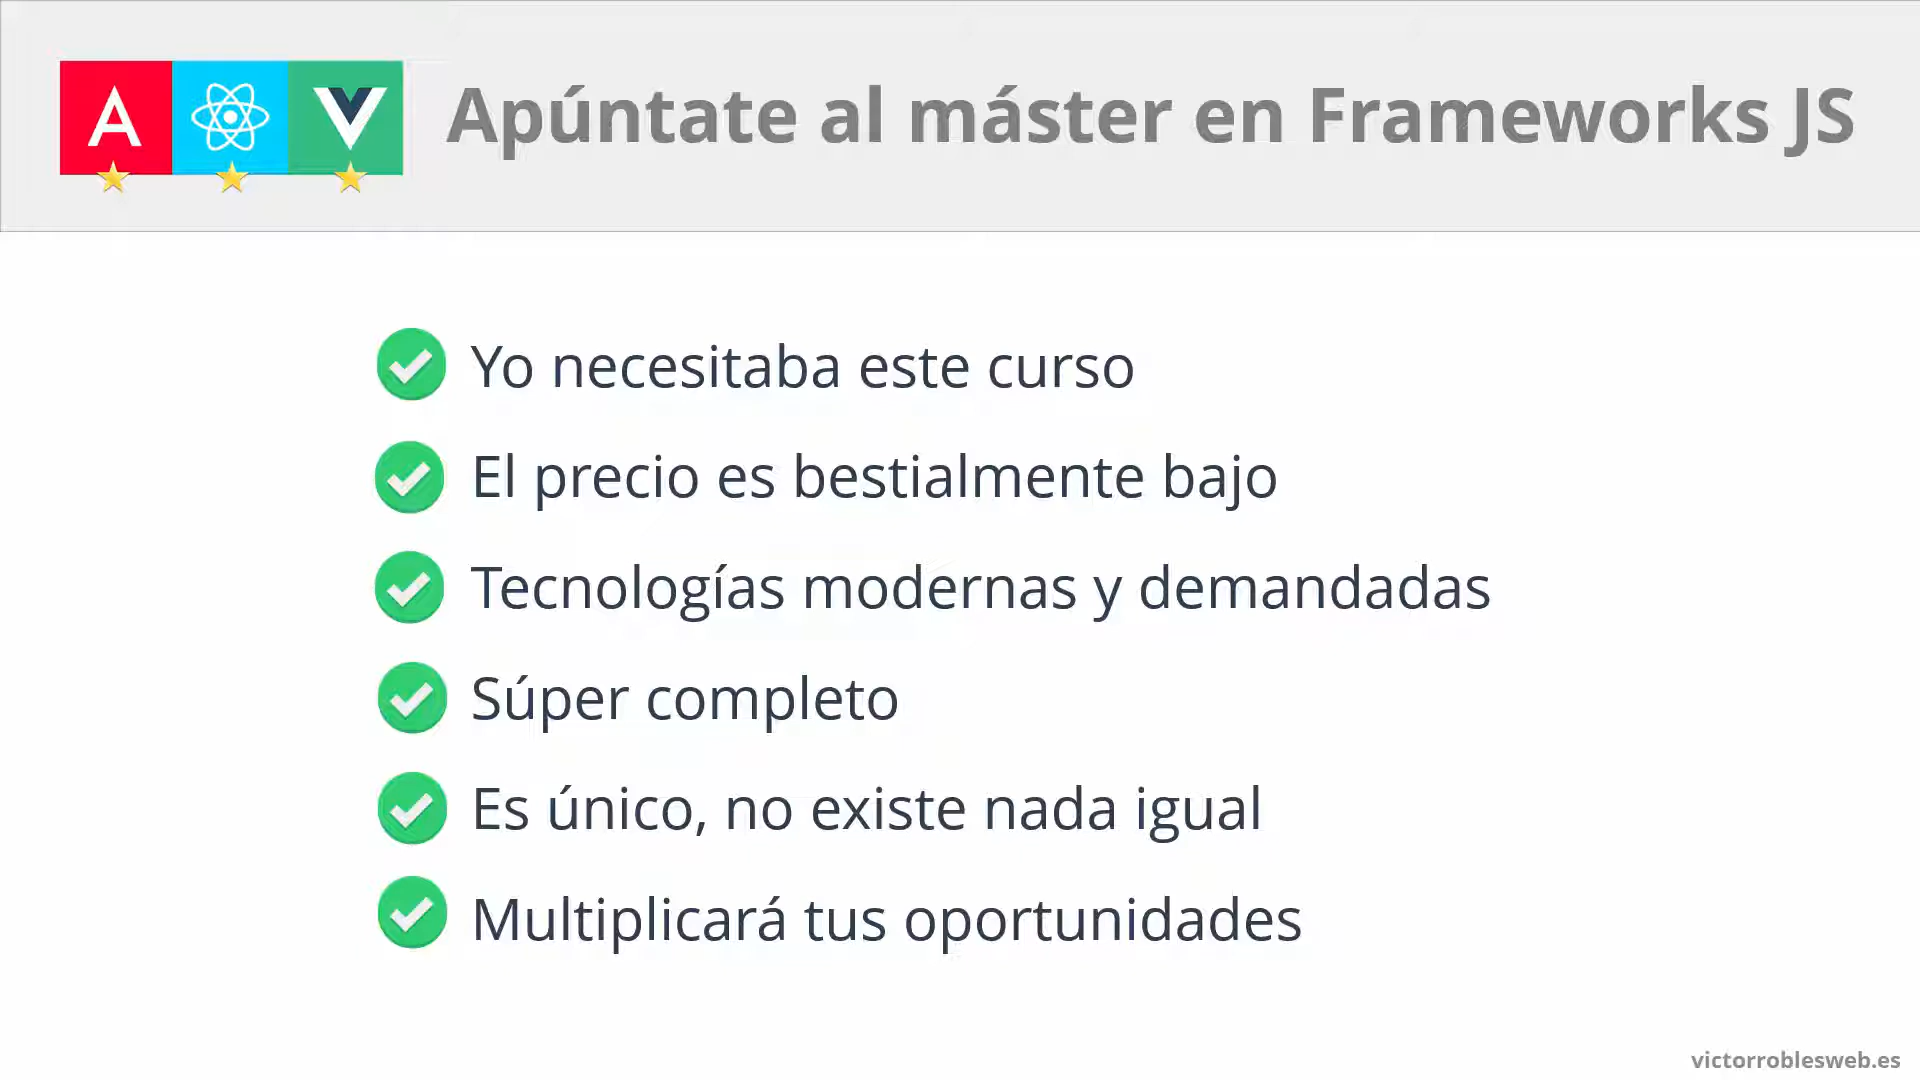 Apúntate al máster en Frameworks JS
Yo necesitaba este curso
El precio es bestialmente bajo
Tecnologías modernas y demandadas
Súper completo
Es único, no existe nada igual
Multiplicará tus oportunidades
victorroblesweb.es